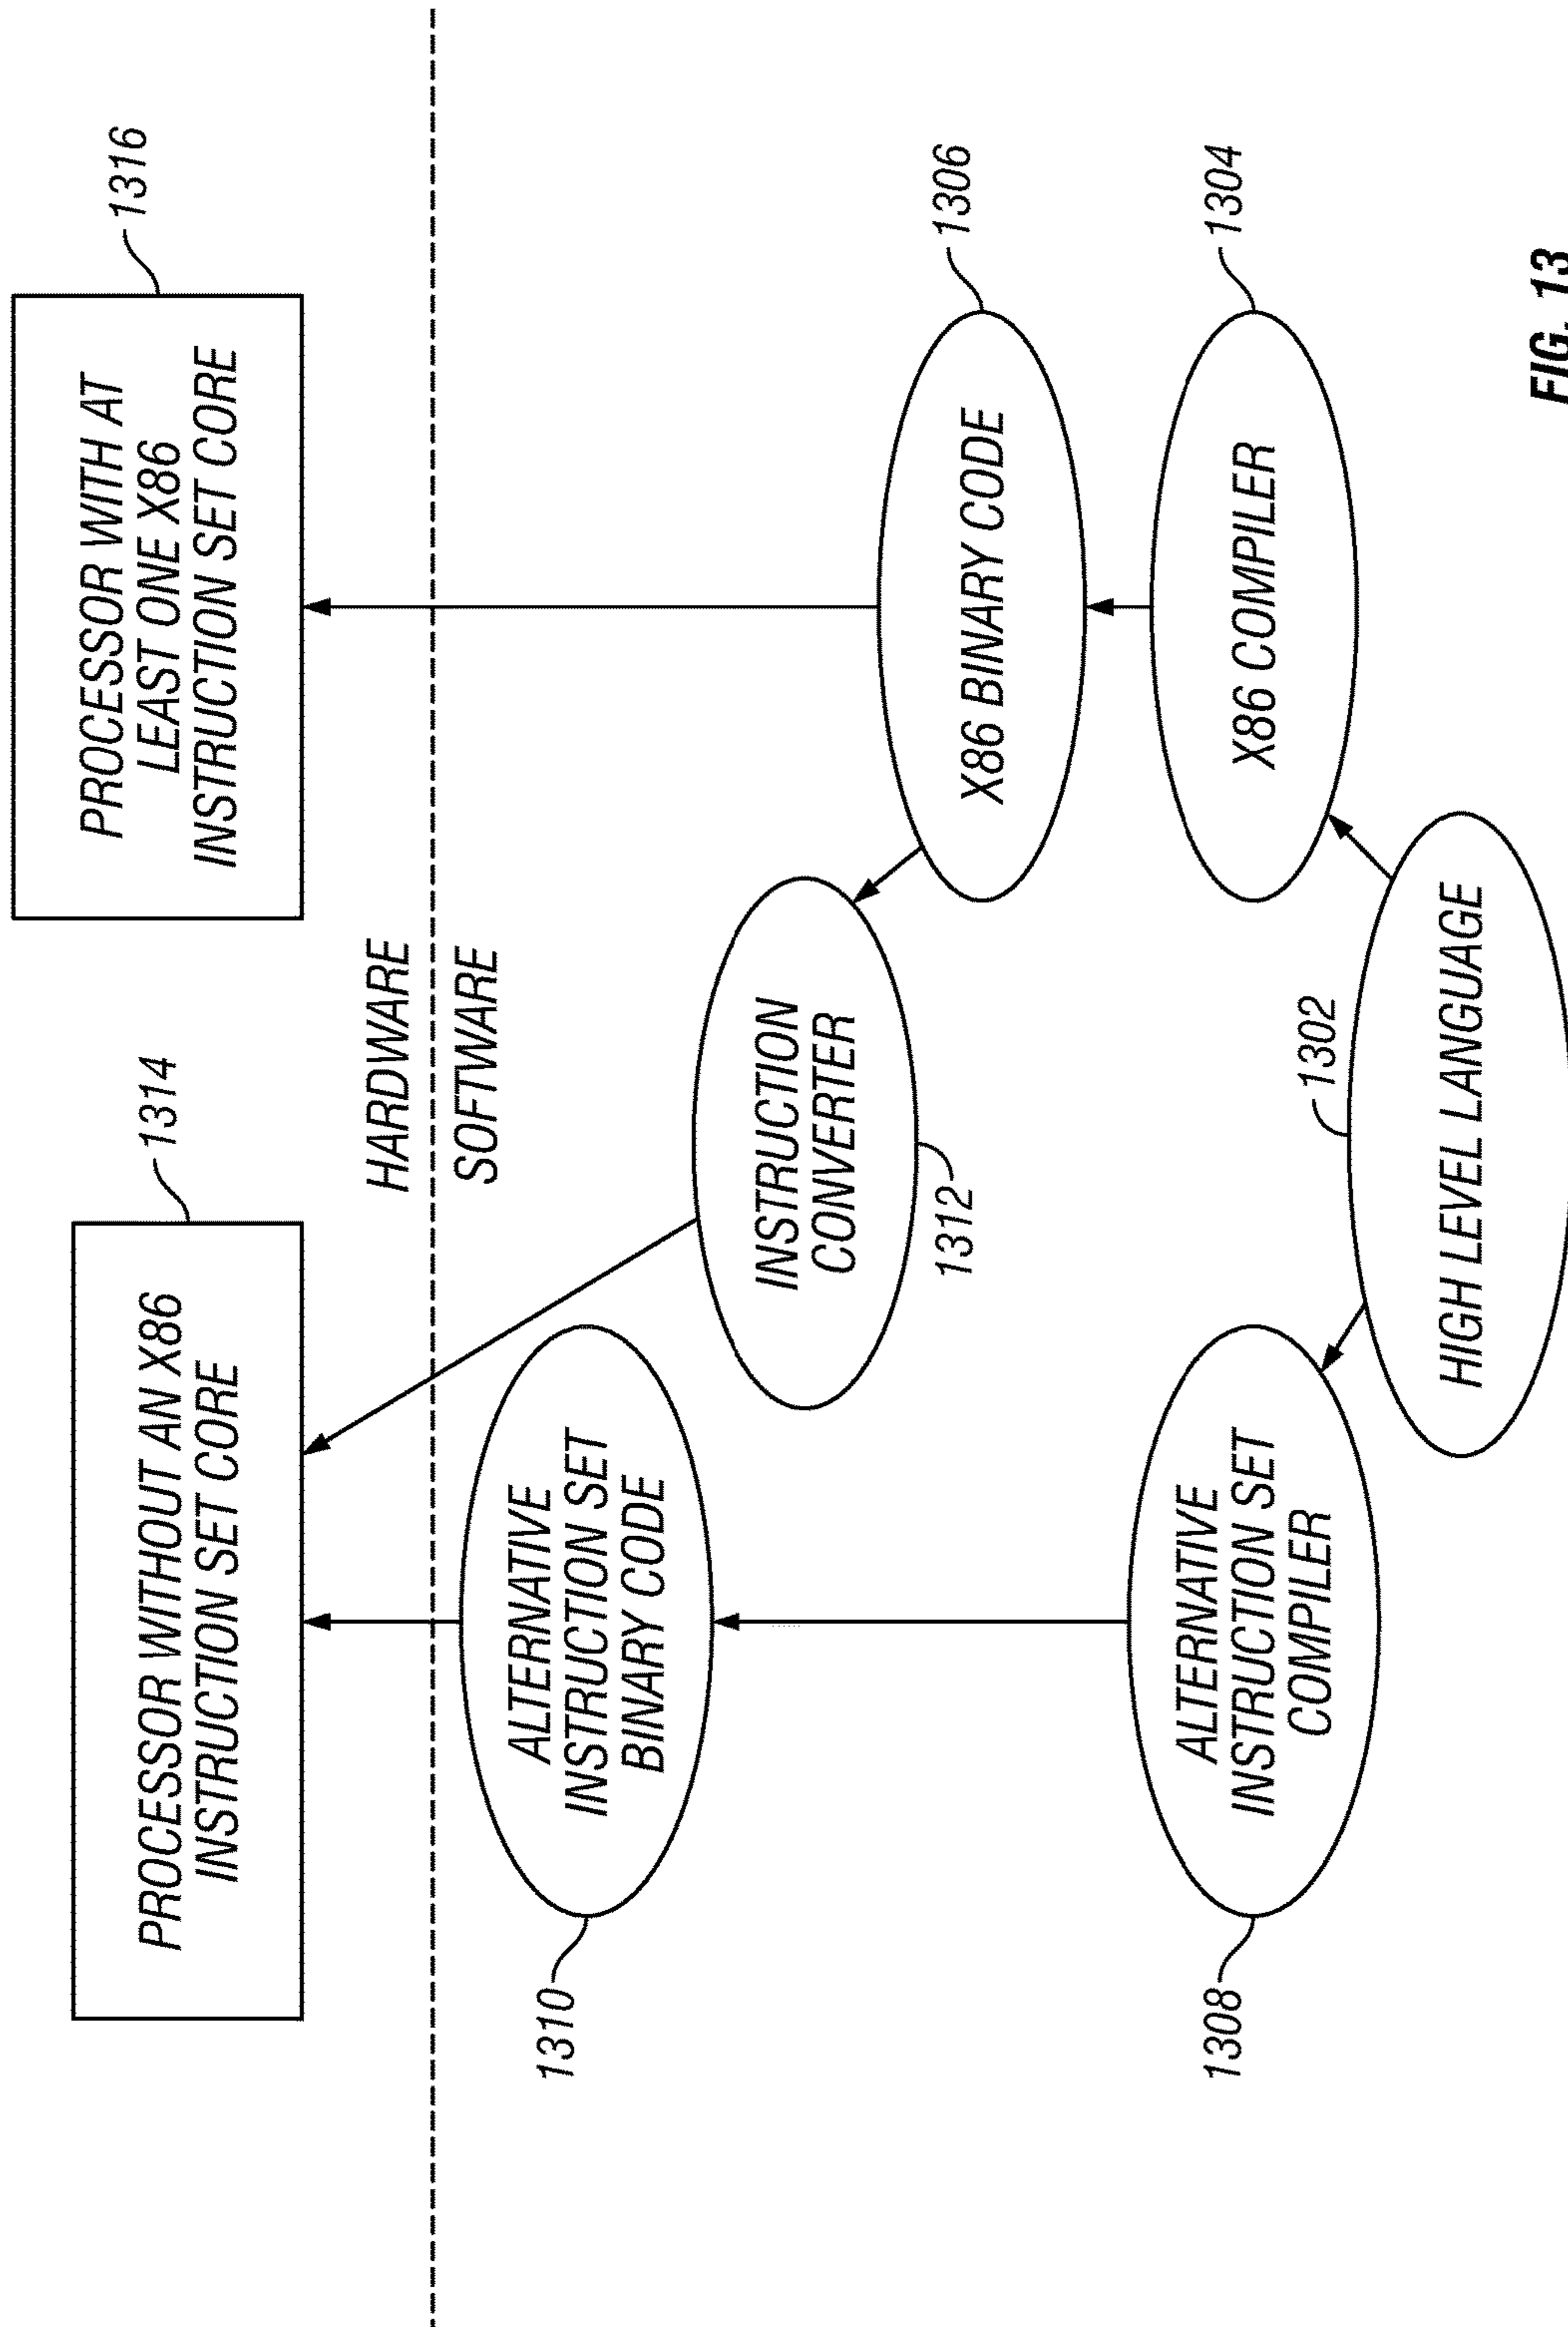 PROCESSOR WITHOUT AN X86
INSTRUCTION SET CORE
1314
PROCESSOR WITH AT
LEAST ONE X86
INSTRUCTION SET CORE
1316
HARDWARE
SOFTWARE
1310
ALTERNATIVE
INSTRUCTION SET
BINARY CODE
INSTRUCTION
CONVERTER
1312
X86 BINARY CODE
1306
1308
ALTERNATIVE
INSTRUCTION SET
COMPILER
X86 COMPILER
1304
1302
HIGH LEVEL LANGUAGE
FIG. 13